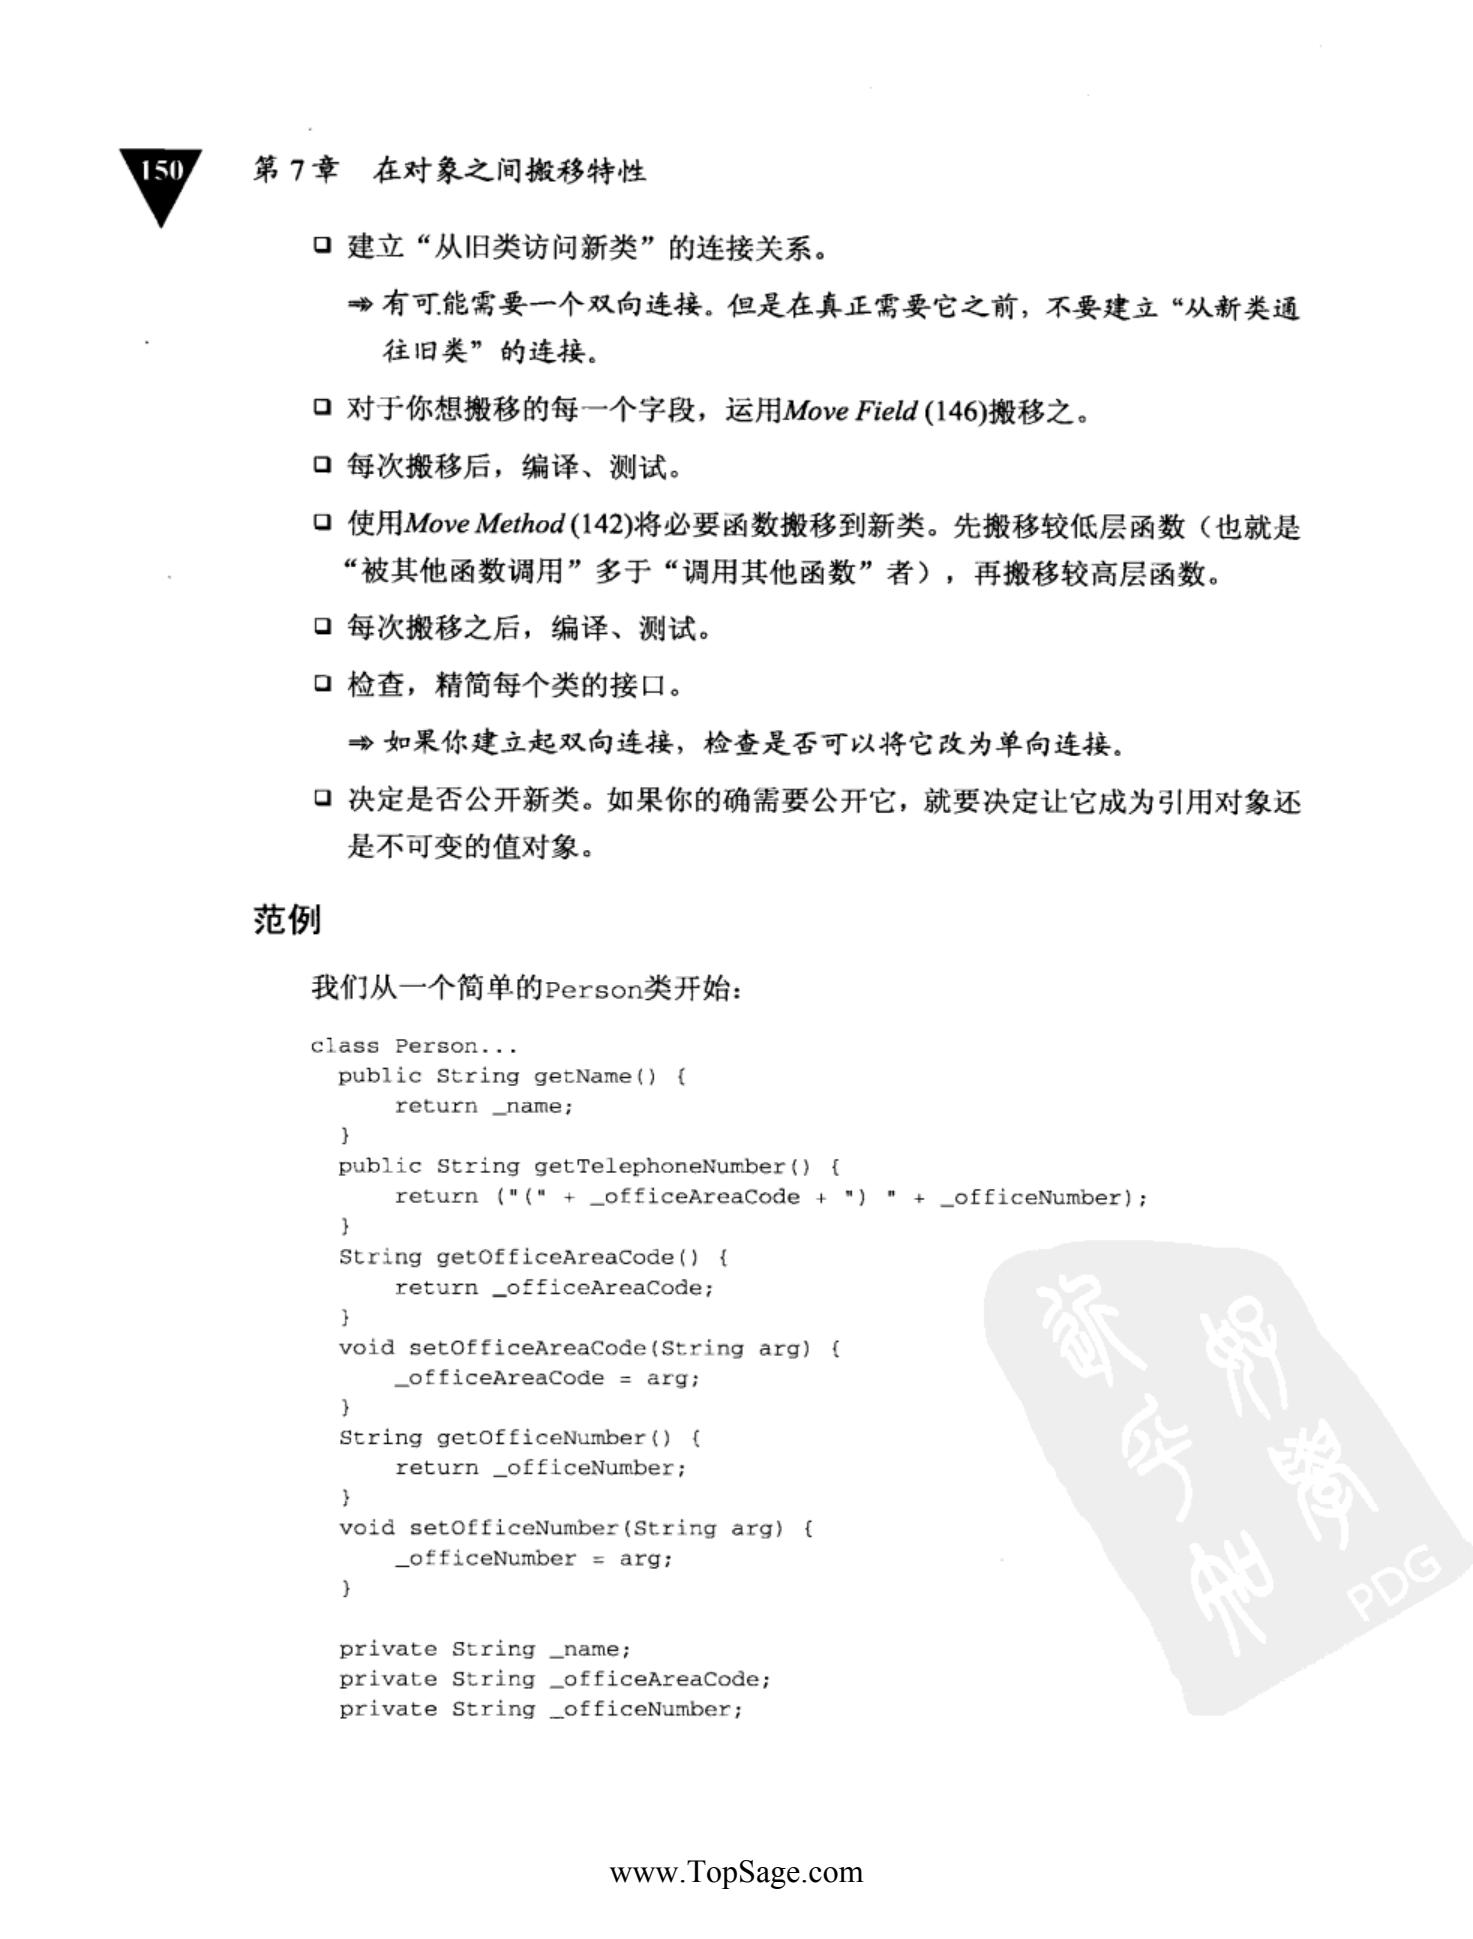 150
第 7 章 在对象之间搬移特性
❑ 建立“从旧类访问新类”的连接关系。
⇒ 有可能需要一个双向连接。但是在真正需要它之前，不要建立“从新类通
往旧类”的连接。
❑ 对于你想搬移的每一个字段，运用Move Field (146)搬移之。
❑ 每次搬移后，编译、测试。
❑ 使用Move Method (142)将必要函数搬移到新类。先搬移较低层函数（也就是
“被其他函数调用”多于“调用其他函数”者），再搬移较高层函数。
❑ 每次搬移之后，编译、测试。
❑ 检查，精简每个类的接口。
⇒ 如果你建立起双向连接，检查是否可以将它改为单向连接。
❑ 决定是否公开新类。如果你的确需要公开它，就要决定让它成为引用对象还
是不可变的值对象。
范例
我们从一个简单的Person类开始：
class Person...
public String getName() {
return _name;
}
public String getTelephoneNumber() {
return ("(" + _officeAreaCode + ") " + _officeNumber);
}
String getOfficeAreaCode() {
return _officeAreaCode;
}
void setOfficeAreaCode(String arg) {
_officeAreaCode = arg;
}
String getOfficeNumber() {
return _officeNumber;
}
void setOfficeNumber(String arg) {
_officeNumber = arg;
}
private String _name;
private String _officeAreaCode;
private String _officeNumber;
PDG
www.TopSage.com